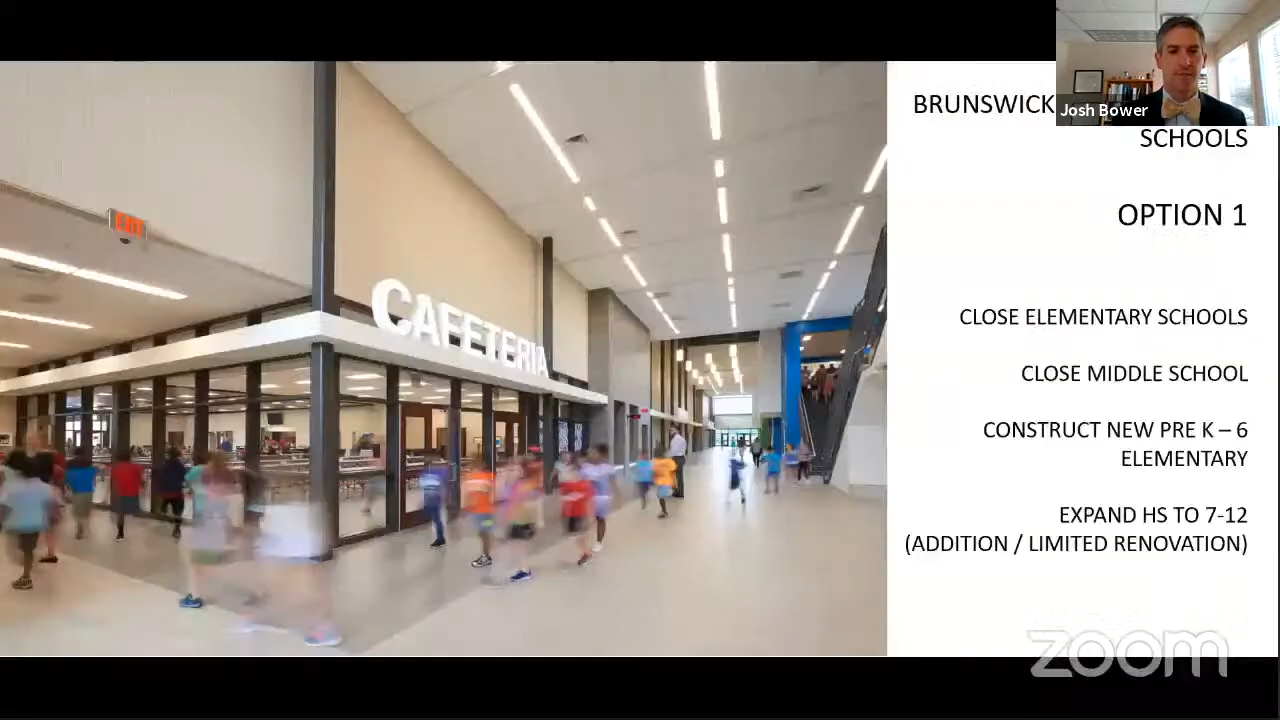 BRUNSWICK
SCHOOLS
Josh Bower
OPTION 1
EXIT
CAFETERIA
CLOSE ELEMENTARY SCHOOLS
CLOSE MIDDLE SCHOOL
CONSTRUCT NEW PRE K – 6
ELEMENTARY
EXPAND HS TO 7-12
(ADDITION / LIMITED RENOVATION)
zoom